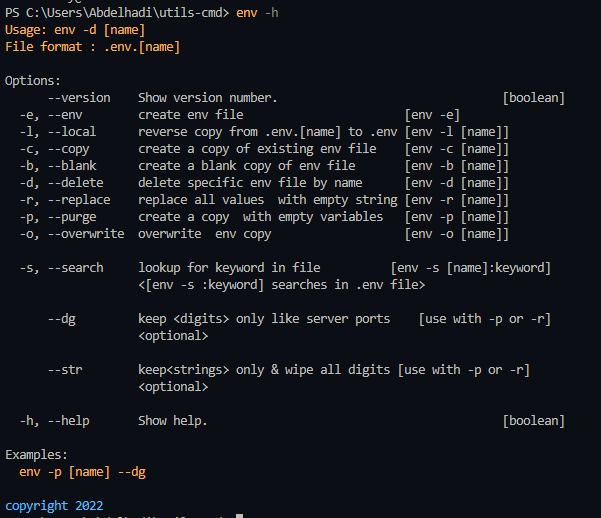 PS C:\Users\Abdelhadi\utils-cmd> env -h
Usage: env -d [name]
File format : .env.[name]
Options:
--version Show version number. [boolean]
-e, --env create env file [env -e]
-l, --local reverse copy from .env.[name] to .env [env -l [name]]
-c, --copy create a copy of existing env file [env -c [name]]
-b, --blank create a blank copy of env file [env -b [name]]
-d, --delete delete specific env file by name [env -d [name]]
-r, --replace replace all values  with empty string [env -r [name]]
-p, --purge create a copy  with empty variables [env -p [name]]
-o, --overwrite overwrite  env copy [env -o [name]]
-s, --search lookup for keyword in file [env -s [name]:keyword]
<[env -s :keyword] searches in .env file>
--dg keep <digits> only like server ports [use with -p or -r]
<optional>
--str keep<strings> only & wipe all digits [use with -p or -r]
<optional>
-h, --help Show help. [boolean]
Examples:
env -p [name] --dg
copyright 2022